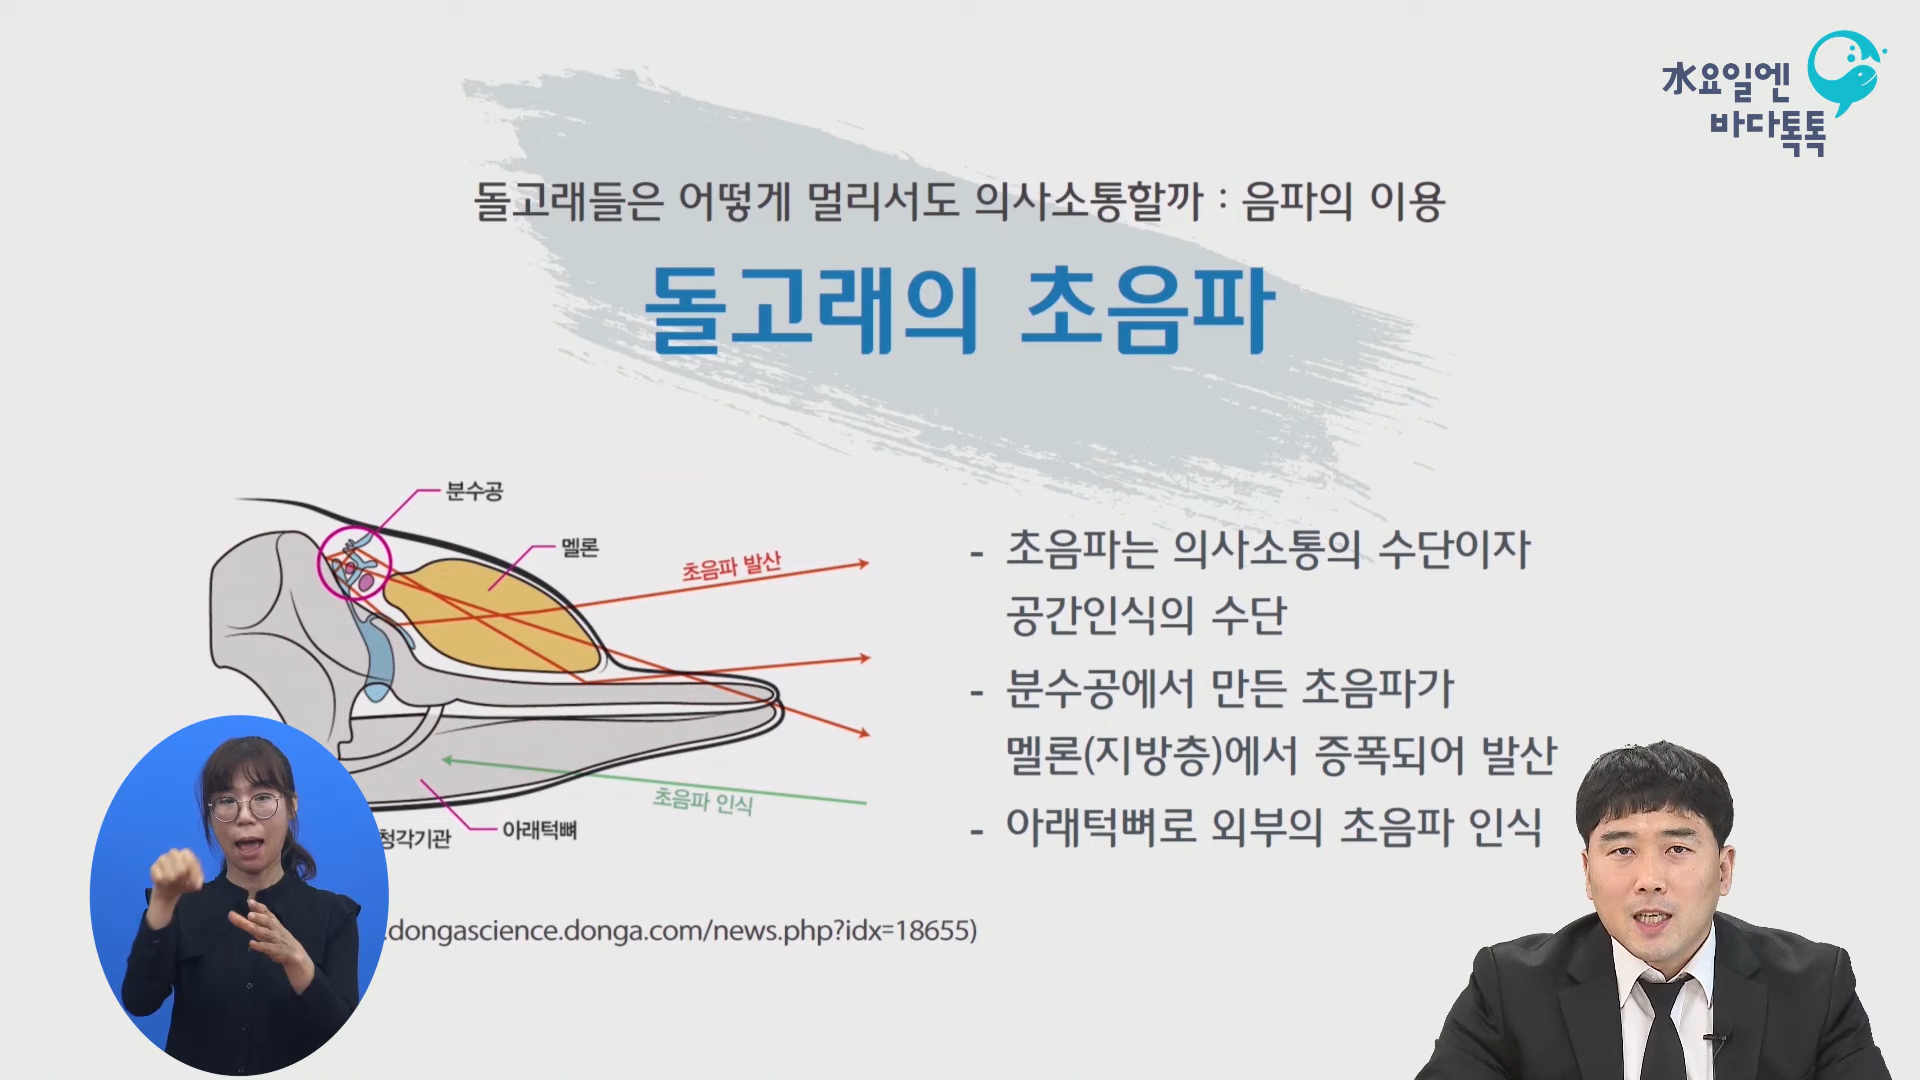 水요일엔
바다톡톡
돌고래들은 어떻게 멀리서도 의사소통할까 : 음파의 이용
돌고래의 초음파
분수공
멜론
초음파 발산
초음파 인식
청각기관
아래턱뼈
- 초음파는 의사소통의 수단이자
공간인식의 수단
- 분수공에서 만든 초음파가
멜론(지방층)에서 증폭되어 발산
- 아래턱뼈로 외부의 초음파 인식
.dongascience.donga.com/news.php?idx=18655)